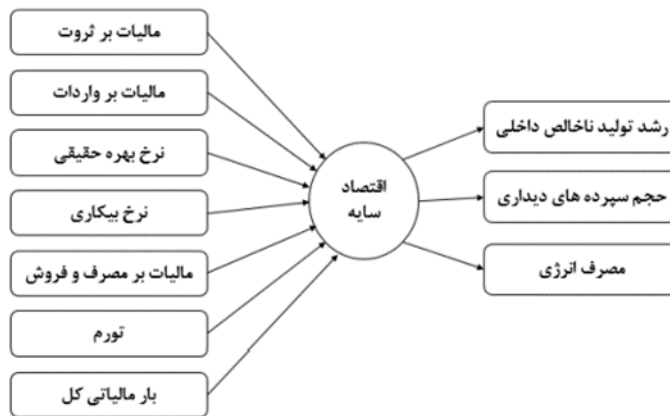 مالیات بر ثروت
مالیات بر واردات
نرخ بهره حقیقی
نرخ بیکاری
مالیات بر مصرف و فروش
تورم
بار مالیاتی کل
اقتصاد
سایه
رشد تولید ناخالص داخلی
حجم سپرده های دیداری
مصرف انرژی